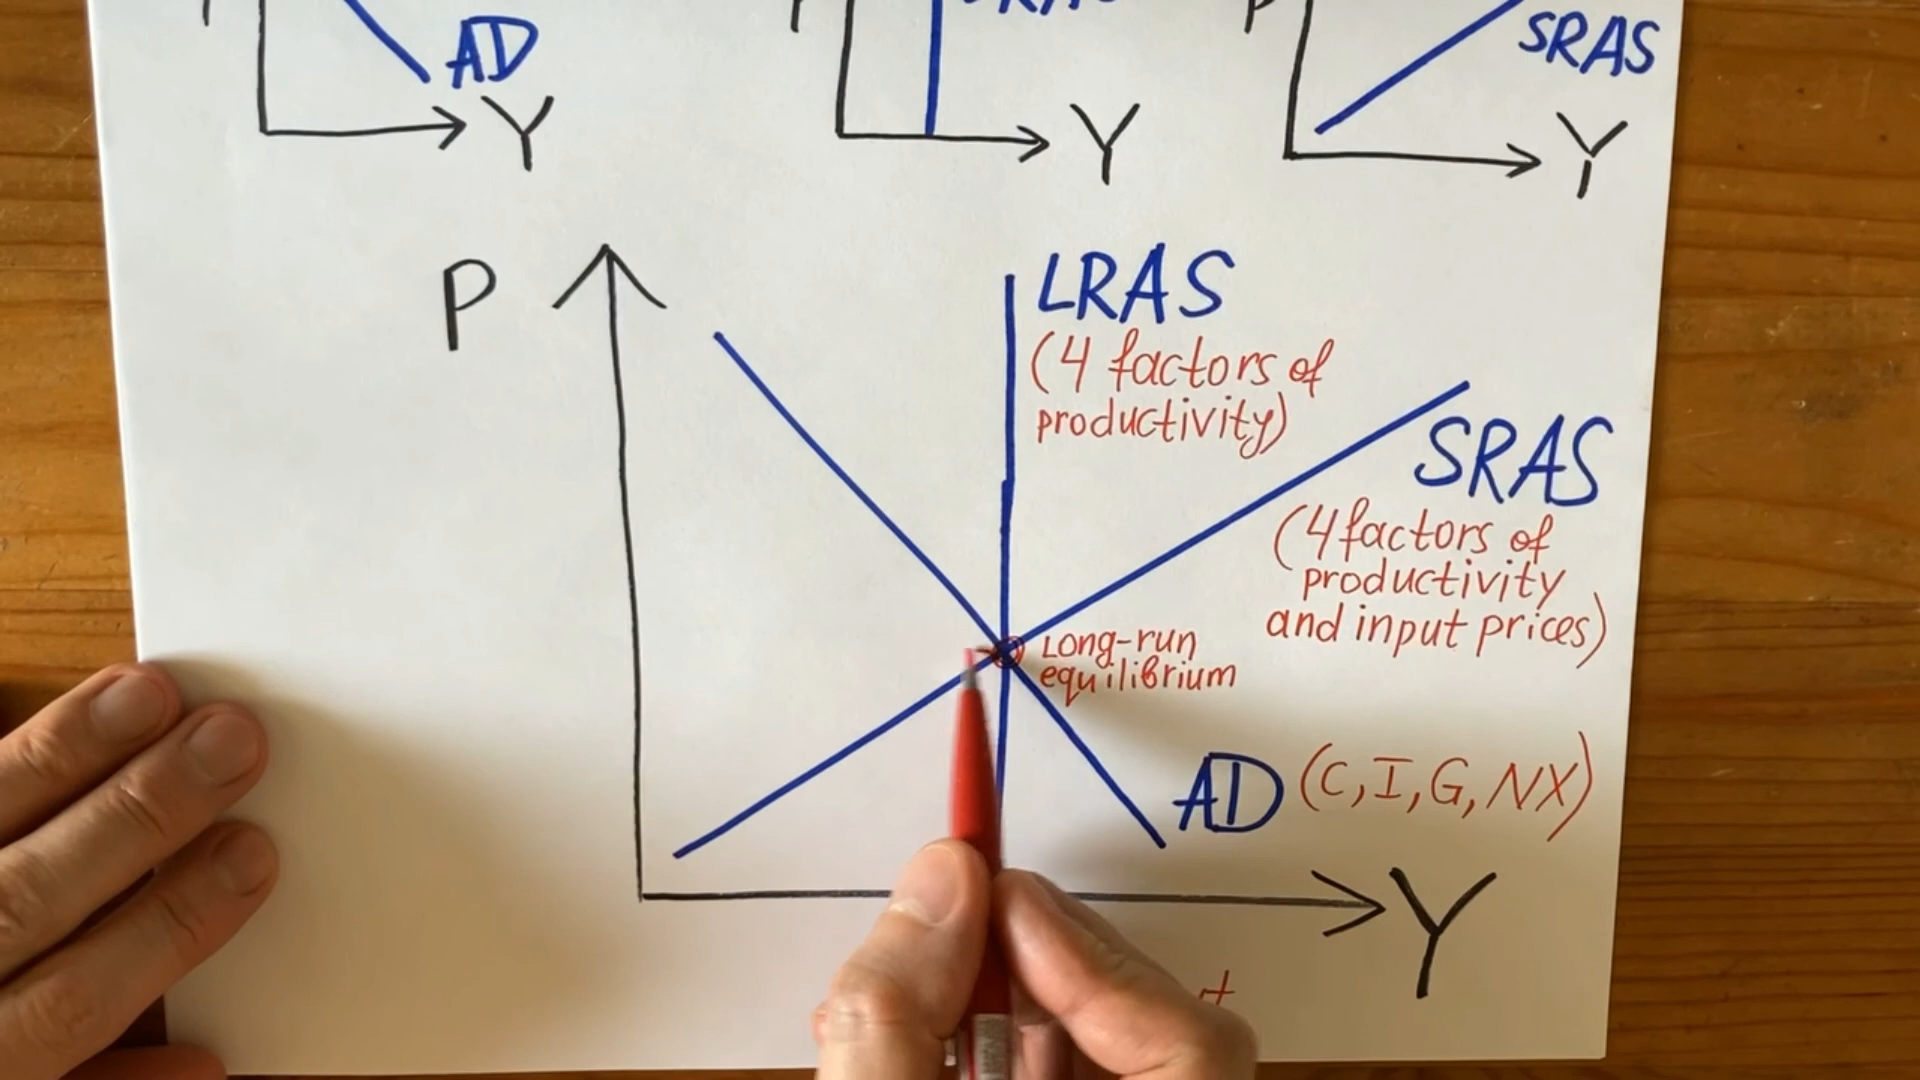 AD
Y
Y
SRAS
Y
P
LRAS
(4 factors of
productivity)
SRAS
(4 factors of
productivity
and input prices)
Long-run
equilibrium
AD (C, I, G, NX)
Y